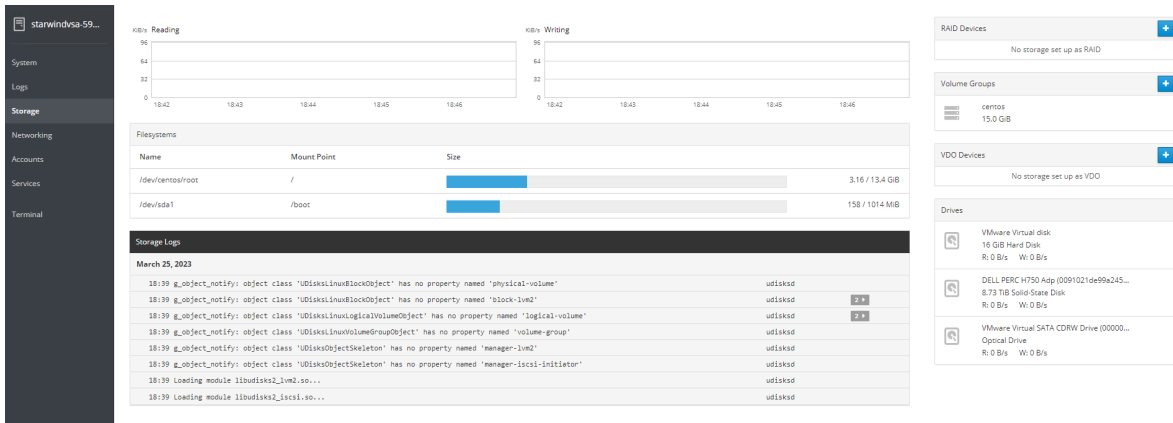 starwindvsa-59...
System
Logs
Storage
Networking
Accounts
Services
Terminal
KiB/s Reading
96
64
32
0
18:42 18:43 18:44 18:45 18:46
KiB/s Writing
96
64
32
0
18:42 18:43 18:44 18:45 18:46
Filesystems
Name Mount Point Size
/dev/centos/root / 3.16 / 13.4 GiB
/dev/sda1 /boot 158 / 1014 MiB
Storage Logs
March 25, 2023
18:39 g_object_notify: object class 'UDisksLinuxBlockObject' has no property named 'physical-volume' udisksd
18:39 g_object_notify: object class 'UDisksLinuxBlockObject' has no property named 'block-lvm2' udisksd 2
18:39 g_object_notify: object class 'UDisksLinuxLogicalVolumeObject' has no property named 'logical-volume' udisksd 2
18:39 g_object_notify: object class 'UDisksLinuxVolumeGroupObject' has no property named 'volume-group' udisksd
18:39 g_object_notify: object class 'UDisksObjectSkeleton' has no property named 'manager-lvm2' udisksd
18:39 g_object_notify: object class 'UDisksObjectSkeleton' has no property named 'manager-iscsi-initiator' udisksd
18:39 Loading module libudisks2_lvm2.so... udisksd
18:39 Loading module libudisks2_iscsi.so... udisksd
RAID Devices +
No storage set up as RAID
Volume Groups +
centos
15.0 GiB
VDO Devices +
No storage set up as VDO
Drives
VMware Virtual disk
16 GiB Hard Disk
R: 0 B/s W: 0 B/s
DELL PERC H750 Adp (0091021de99a245...
8.73 TiB Solid-State Disk
R: 0 B/s W: 0 B/s
VMware Virtual SATA CDRW Drive (00000...
Optical Drive
R: 0 B/s W: 0 B/s